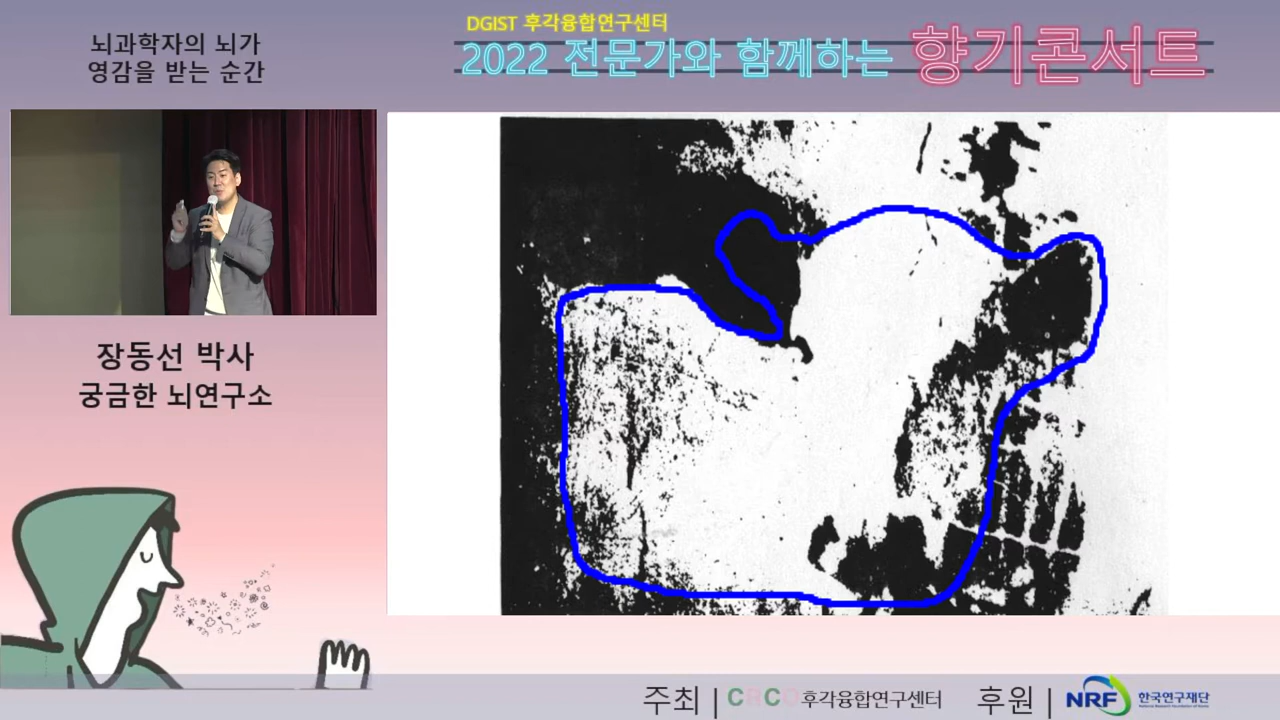 뇌과학자의 뇌가
영감을 받는 순간
DGIST 후각융합연구센터
2022 전문가와 함께하는 향기콘서트
장동선 박사
궁금한 뇌연구소
주최 | CRCO 후각융합연구센터 후원 | NRF 한국연구재단